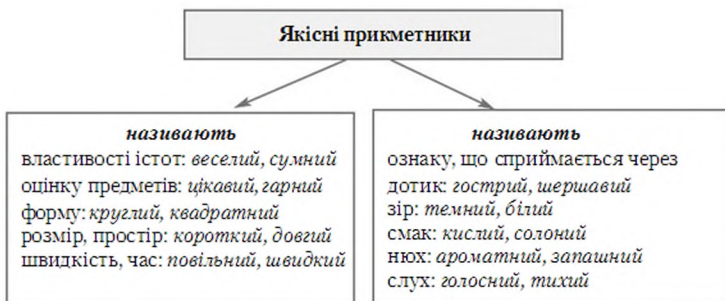 Якісні прикметники
називають
властивості істот: веселий, сумний
оцінку предметів: цікавий, гарний
форму: круглий, квадратний
розмір, простір: короткий, довгий
швидкість, час: повільний, швидкий
називають
ознаку, що сприймається через
дотик: гострий, шершавий
зір: темний, білий
смак: кислий, солоний
нюх: ароматний, запашний
слух: голосний, тихий